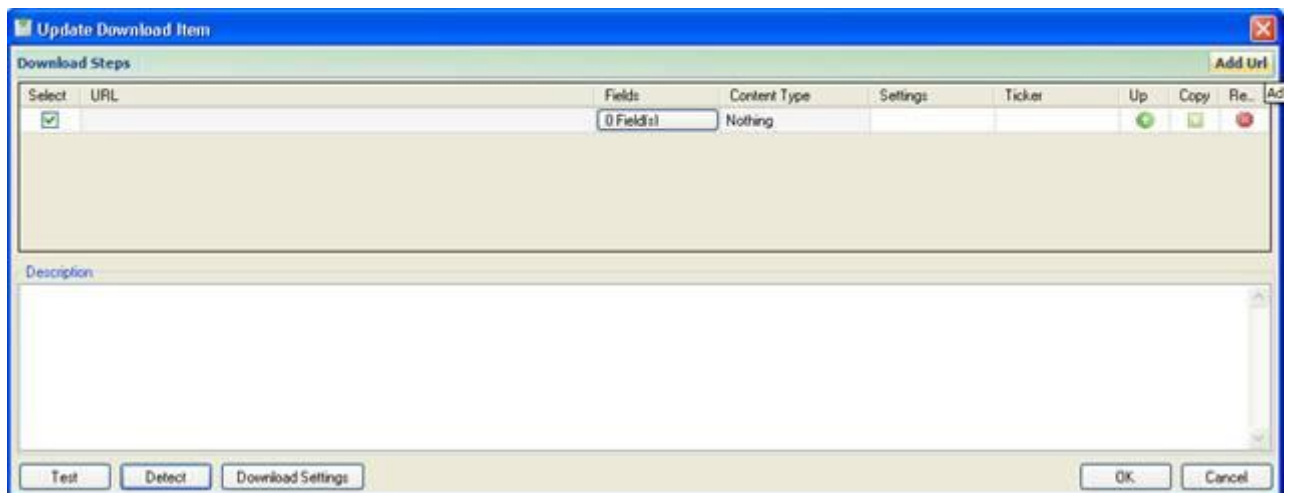 Update Download Item
Download Steps Add Url
Select URL Fields Content Type Settings Ticker Up Copy Re.. Ad
0 Field(s) Nothing
Description
Test Detect Download Settings OK Cancel